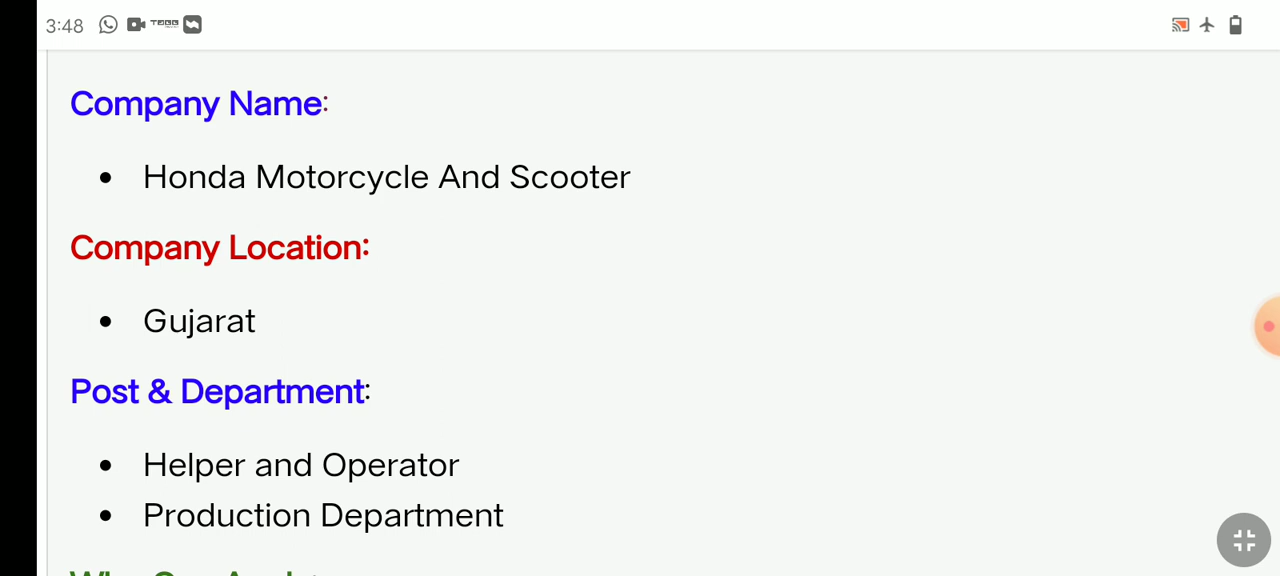 3:48
Company Name:
• Honda Motorcycle And Scooter
Company Location:
• Gujarat
Post & Department:
• Helper and Operator
• Production Department